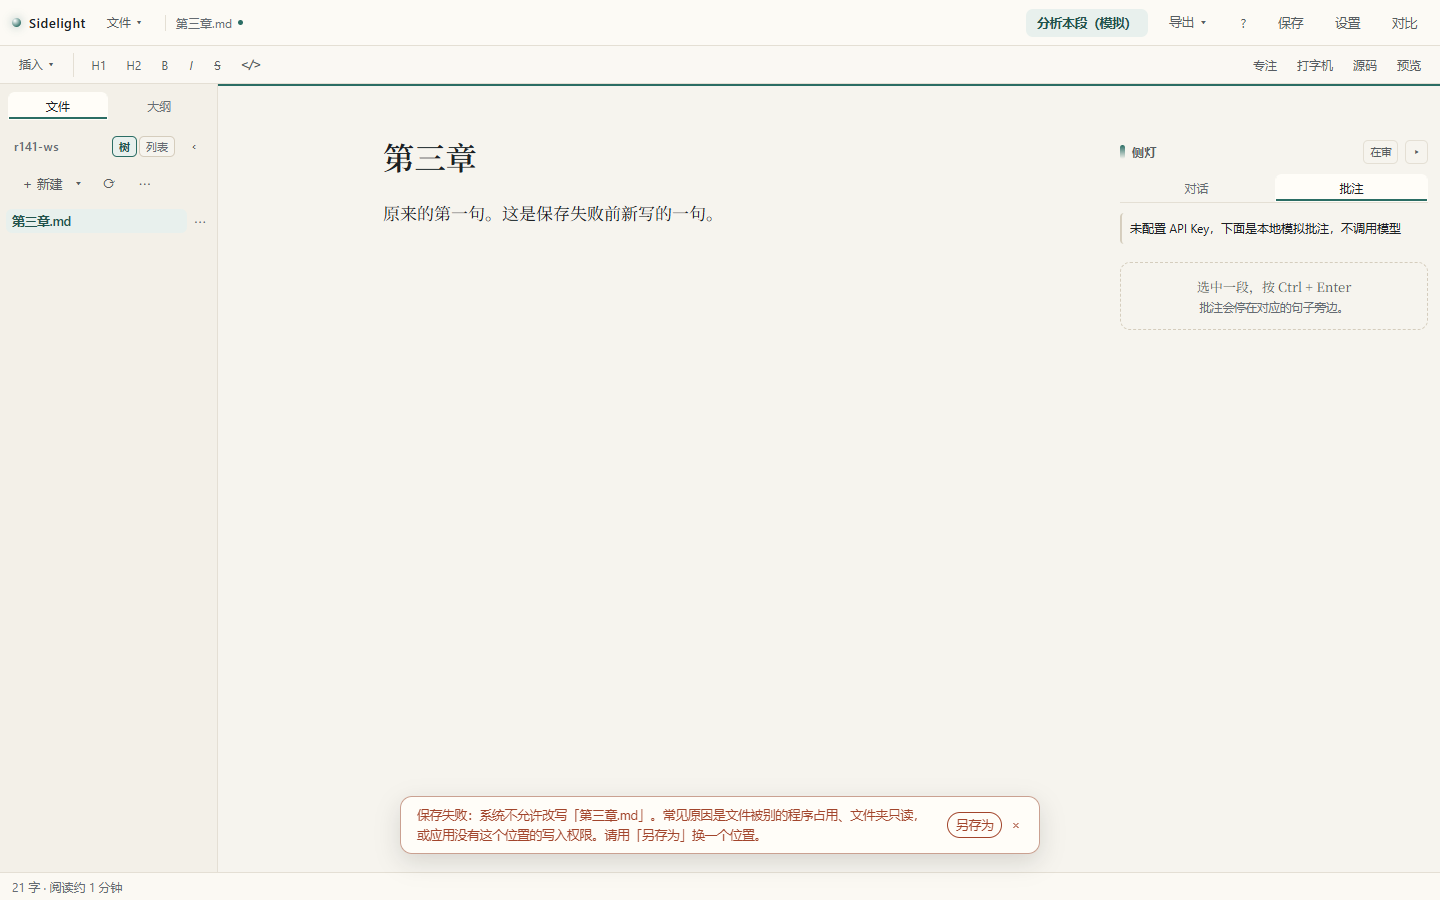 Sidelight 文件 第三章.md 分析本段（模拟） 导出 ? 保存 设置 对比
插入 H1 H2 B I S </> 专注 打字机 源码 预览
文件 大纲
r141-ws 树 列表 ‹
+ 新建 ⟳ ···
第三章.md ···
第三章
原来的第一句。这是保存失败前新写的一句。
侧灯 在审
对话 批注
未配置 API Key，下面是本地模拟批注，不调用模型
选中一段，按 Ctrl + Enter
批注会停在对应的句子旁边。
保存失败：系统不允许改写「第三章.md」。常见原因是文件被别的程序占用、文件夹只读，
或应用没有这个位置的写入权限。请用「另存为」换一个位置。
另存为 ×
21 字 · 阅读约 1 分钟